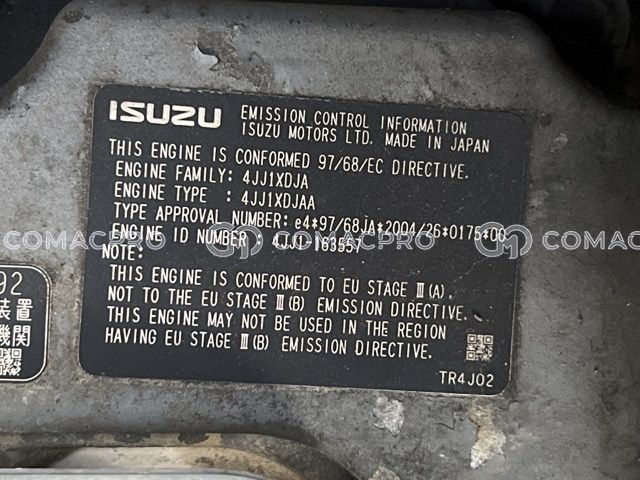 ISUZU EMISSION CONTROL INFORMATION
ISUZU MOTORS LTD. MADE IN JAPAN
THIS ENGINE IS CONFORMED 97/68/EC DIRECTIVE.
ENGINE FAMILY: 4JJ1XDJA
ENGINE TYPE : 4JJ1XDJAA
TYPE APPROVAL NUMBER: e4*97/68JA*2004/26*0175*00
ENGINE ID NUMBER : 4JJ1-163557
NOTE:
THIS ENGINE IS CONFORMED TO EU STAGE Ⅲ(A),
NOT TO THE EU STAGE Ⅲ(B) EMISSION DIRECTIVE.
THIS ENGINE MAY NOT BE USED IN THE REGION
HAVING EU STAGE Ⅲ(B) EMISSION DIRECTIVE.
TR4J02
92
装置
機関
COMACPRO COMACPRO COMACPRO